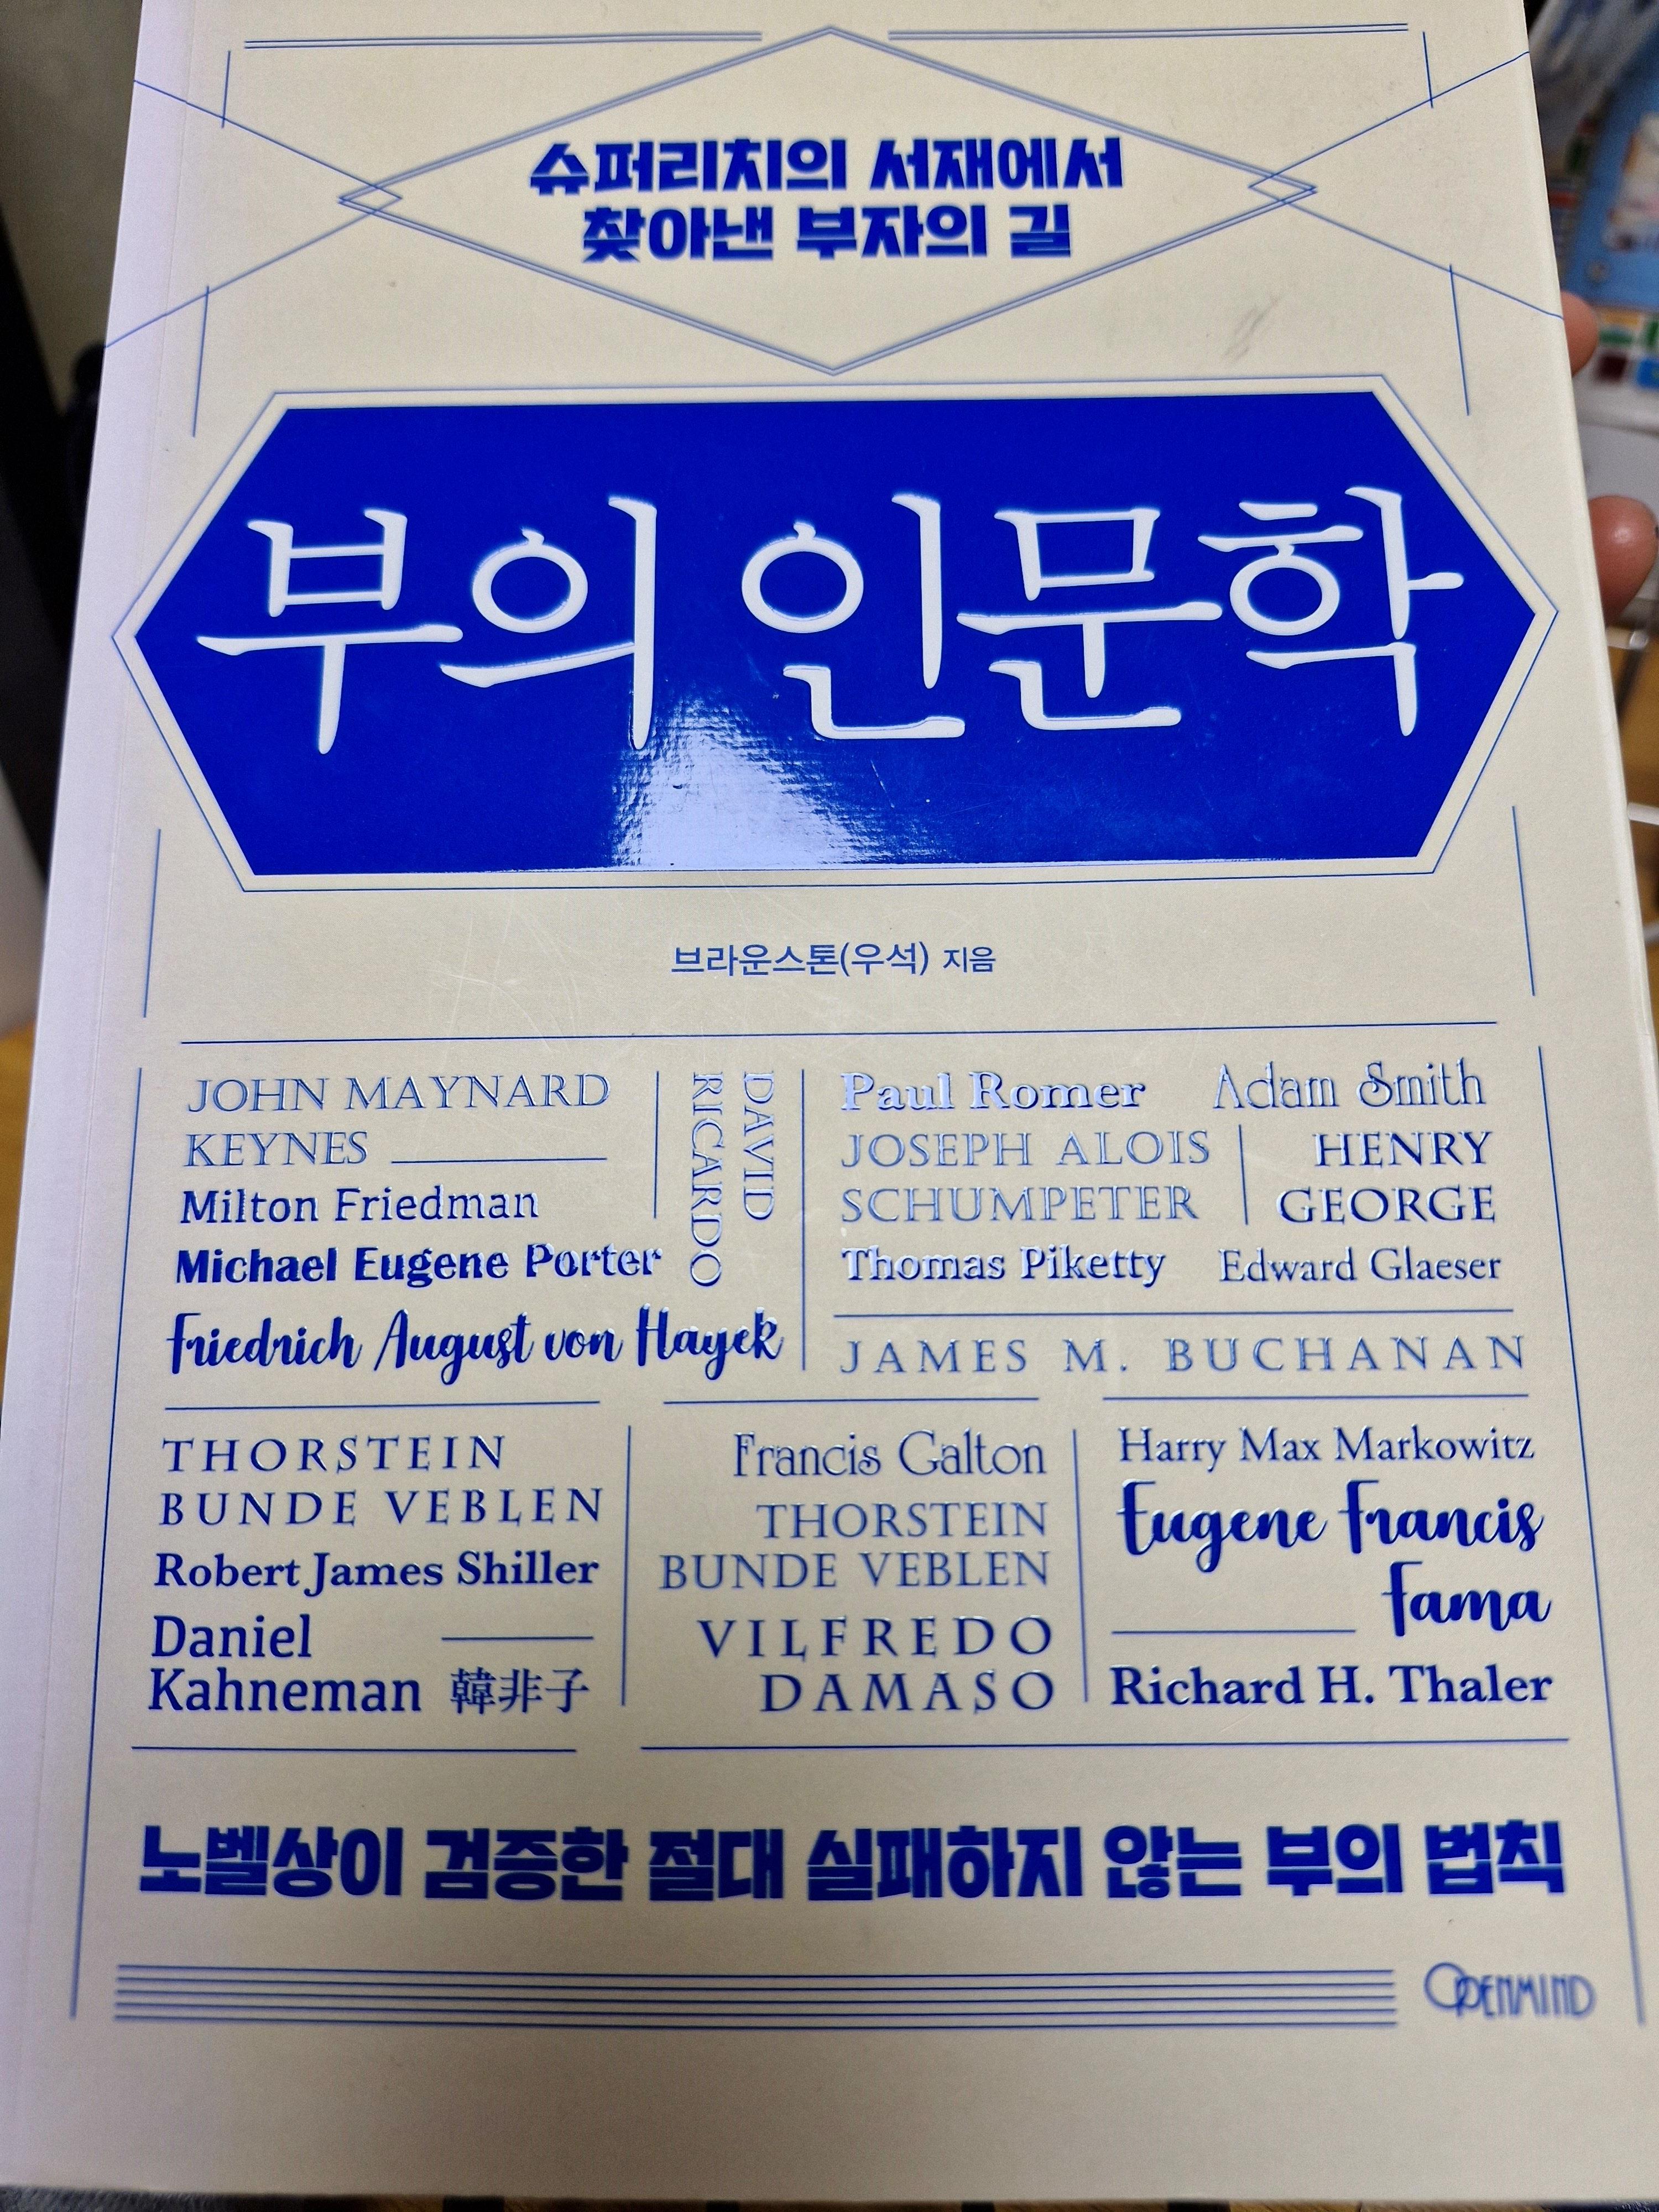 슈퍼리치의 서재에서
찾아낸 부자의 길
부의 인문학
브라운스톤(우석) 지음
JOHN MAYNARD
KEYNES
Milton Friedman
Michael Eugene Porter
Friedrich August von Hayek
DAVID
RICARDO
Paul Romer
Adam Smith
JOSEPH ALOIS
SCHUMPETER
HENRY
GEORGE
Thomas Piketty
Edward Glaeser
JAMES M. BUCHANAN
THORSTEIN
BUNDE VEBLEN
Robert James Shiller
Daniel
Kahneman 韓非子
Francis Galton
THORSTEIN
BUNDE VEBLEN
VILFREDO
DAMASO
Harry Max Markowitz
Eugene Francis
Fama
Richard H. Thaler
노벨상이 검증한 절대 실패하지 않는 부의 법칙
OPENMIND